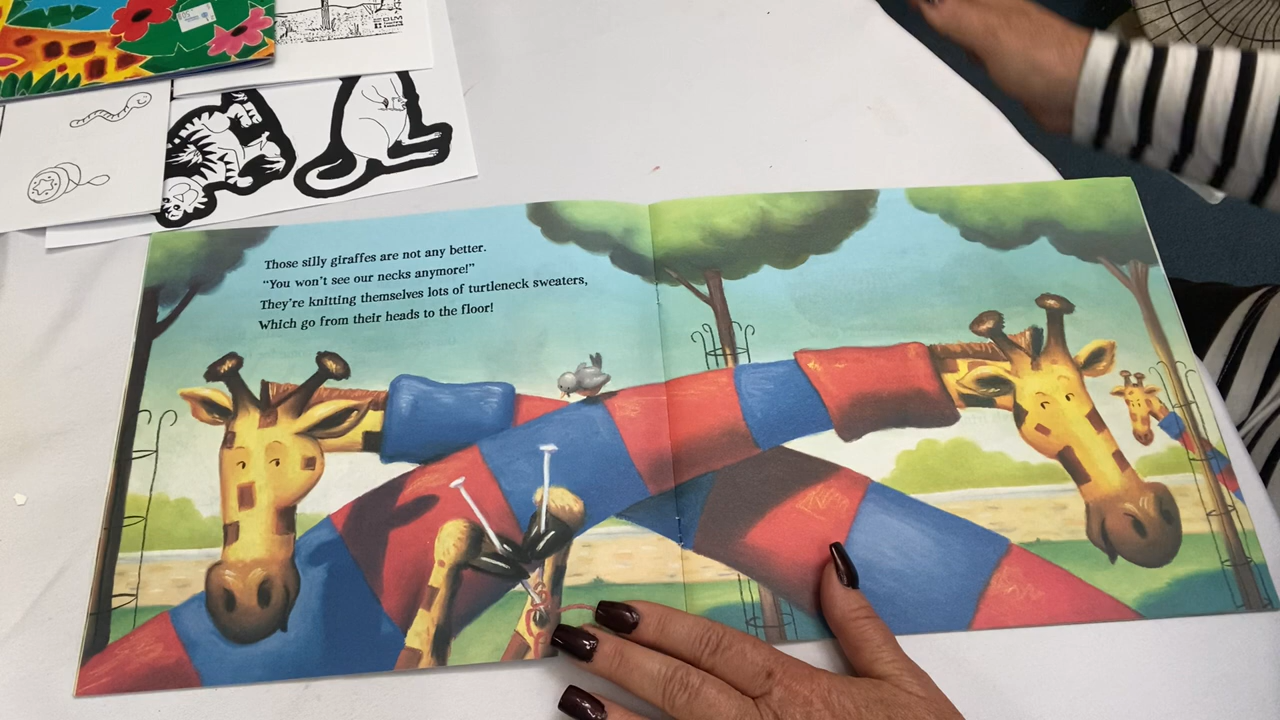 Those silly giraffes are not any better.
"You won't see our necks anymore!"
They're knitting themselves lots of turtleneck sweaters,
Which go from their heads to the floor!